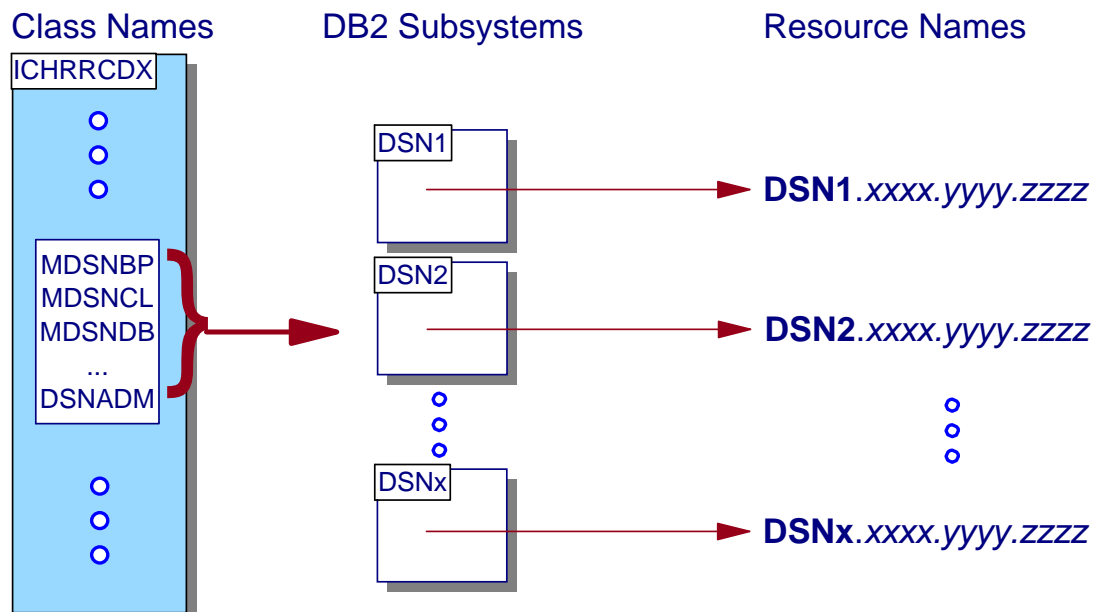 Class Names
DB2 Subsystems
Resource Names
ICHRRCDX
MDSNBP
MDSNCL
MDSNDB
...
DSNADM
DSN1
DSN1.xxxx.yyyy.zzzz
DSN2
DSN2.xxxx.yyyy.zzzz
DSNx
DSNx.xxxx.yyyy.zzzz